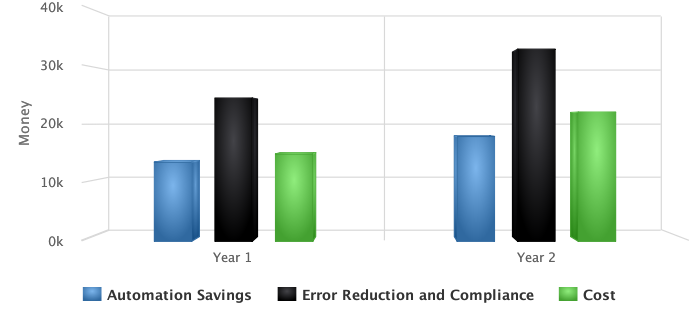 40k
30k
20k
10k
0k
Money
Year 1
Year 2
Automation Savings
Error Reduction and Compliance
Cost